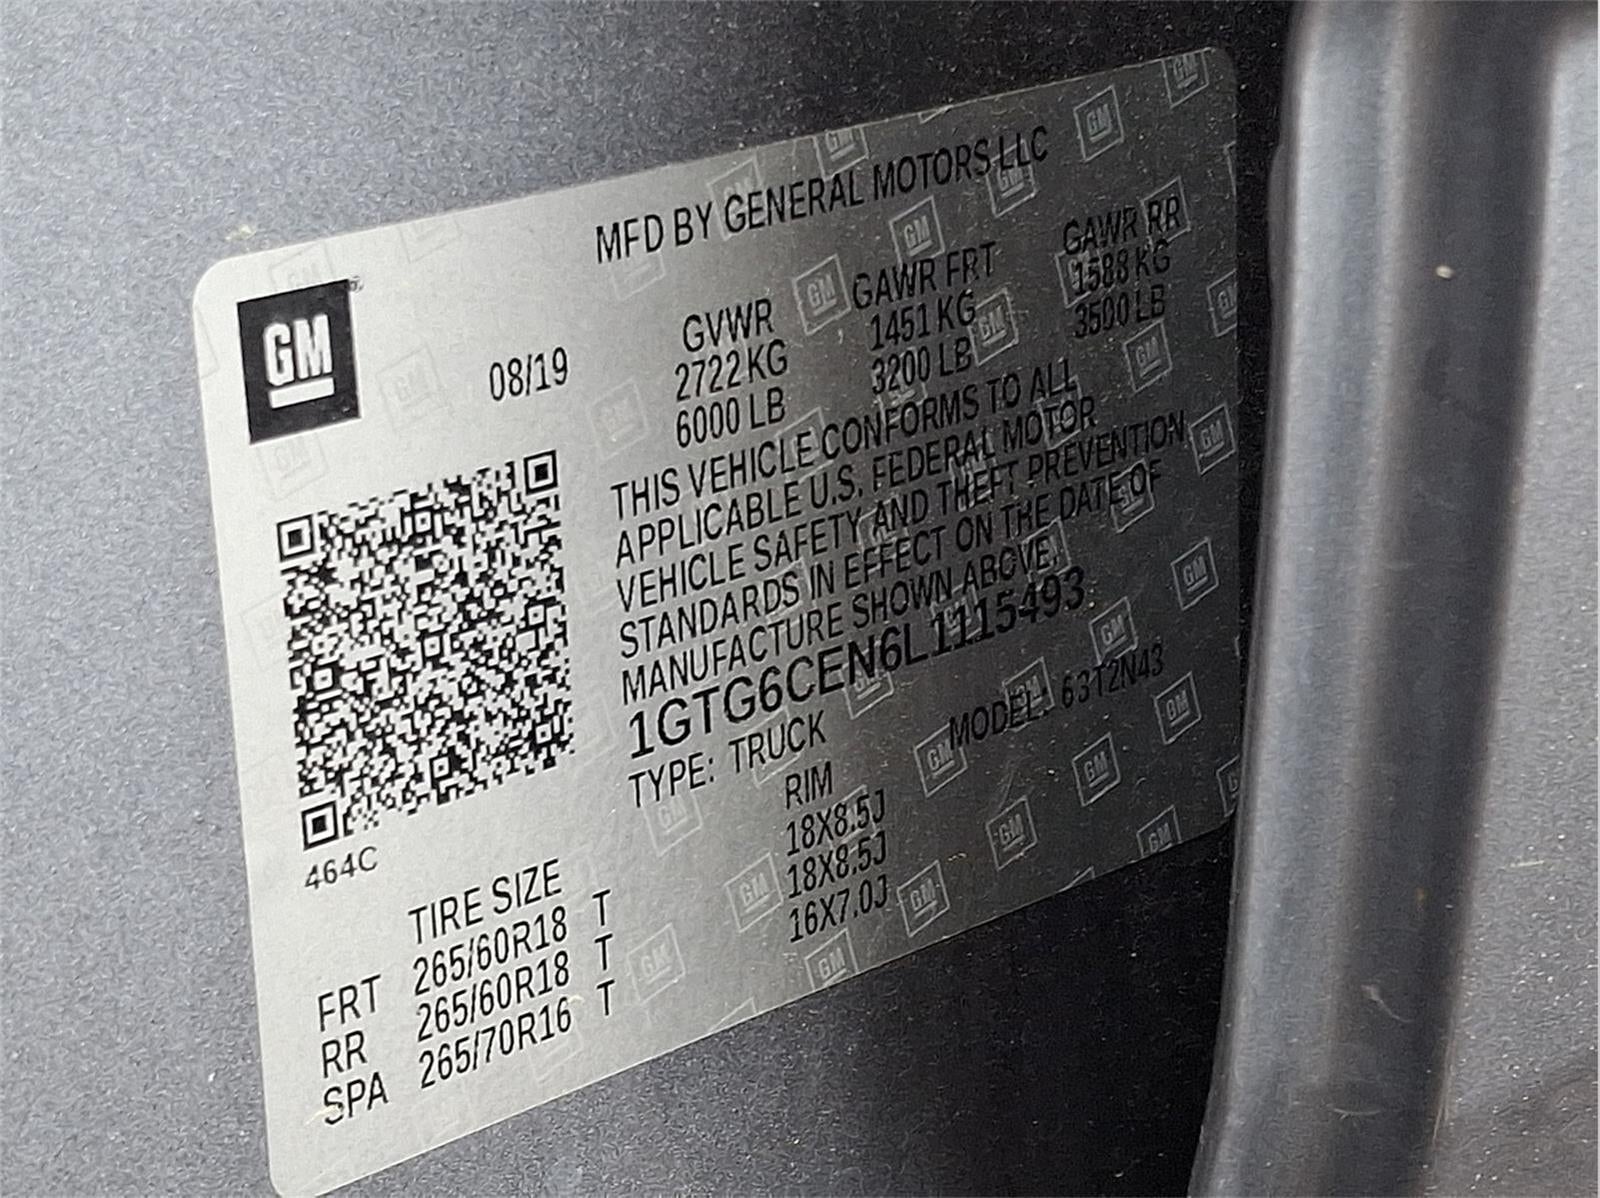 MFD BY GENERAL MOTORS LLC
GM
08/19
GVWR GAWR FRT GAWR RR
2722 KG 1451 KG 1588 KG
6000 LB 3200 LB 3500 LB
THIS VEHICLE CONFORMS TO ALL
APPLICABLE U.S. FEDERAL MOTOR
VEHICLE SAFETY AND THEFT PREVENTION
STANDARDS IN EFFECT ON THE DATE OF
MANUFACTURE SHOWN ABOVE.
1GTG6CEN6L1115493
TYPE: TRUCK MODEL: 63T2N43
464C
TIRE SIZE RIM
FRT 265/60R18 T 18X8.5J
RR 265/60R18 T 18X8.5J
SPA 265/70R16 T 16X7.0J